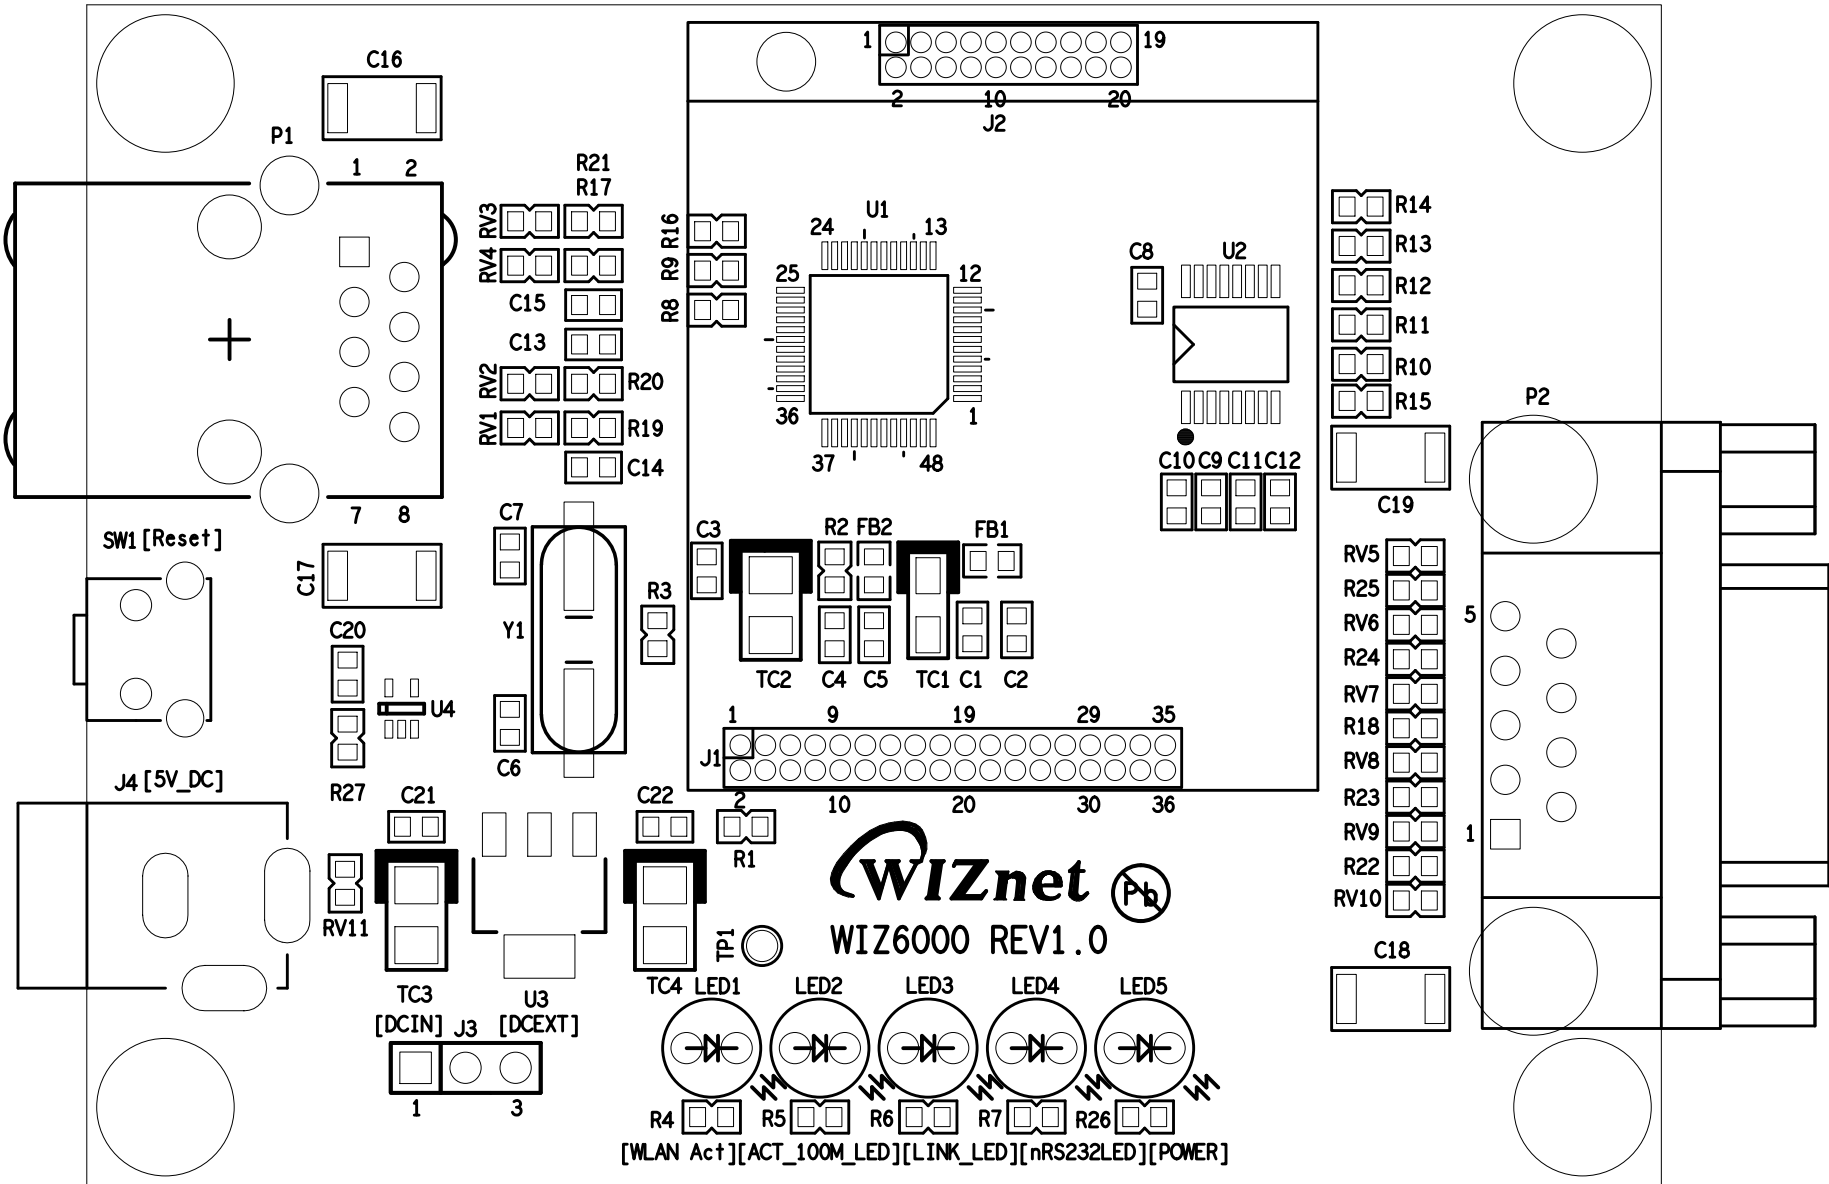 1 19
2 10 20
J2
C16
P1
1 2
R21
R17
RV3
RV4
C15
C13
RV2 R20
RV1 R19
C14
R16
R9
R8
U1
24 13
25 12
36 1
37 48
C8
U2
R14
R13
R12
R11
R10
R15
C10 C9 C11 C12
C19
P2
7 8
SW1 [Reset]
C17
C7
C20
Y1
R3
U4
C6
R27
C3
R2 FB2
FB1
TC2 C4 C5 TC1 C1 C2
1 9 19 29 35
J1
2 10 20 30 36
RV5
R25
RV6
R24
RV7
R18
RV8
R23
RV9
R22
RV10
5
1
C18
J4 [5V_DC]
C21
C22
R1
RV11
TC3
U3
TC4
[DCIN] J3 [DCEXT]
1 3
WIZnet
Pb
WIZ6000 REV1.0
TP1
LED1 LED2 LED3 LED4 LED5
R4 R5 R6 R7 R26
[WLAN Act][ACT_100M_LED][LINK_LED][nRS232LED][POWER]